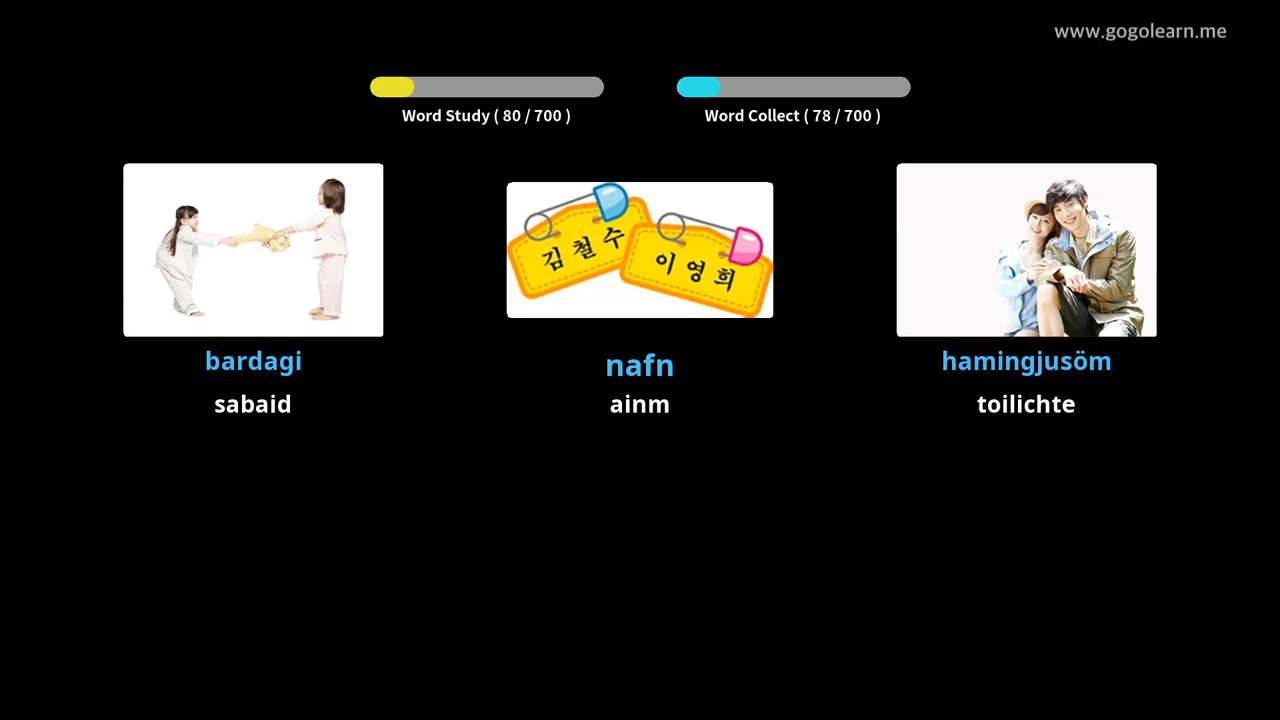 www.gogolearn.me
Word Study ( 80 / 700 )
Word Collect ( 78 / 700 )
김철수
이영희
bardagi
sabaid
nafn
ainm
hamingjusöm
toilichte